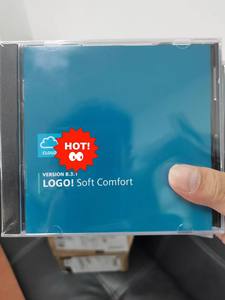 HOT!
CLOUD
VERSION 8.3.1
LOGO! Soft Comfort